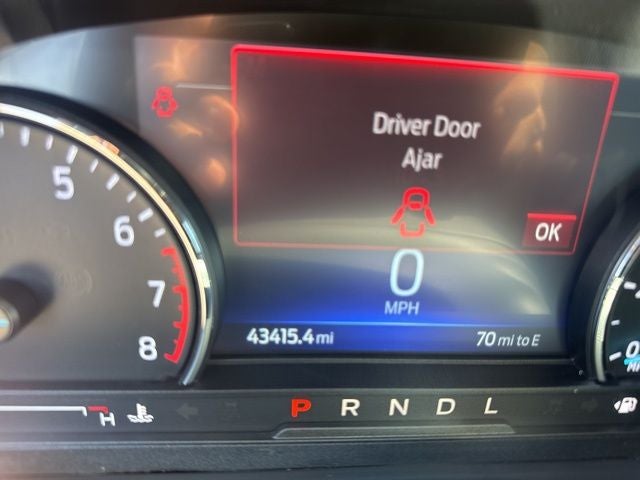 Driver Door
Ajar
OK
5
6
7
8
0
MPH
43415.4 mi
70 mi to E
H
P R N D L